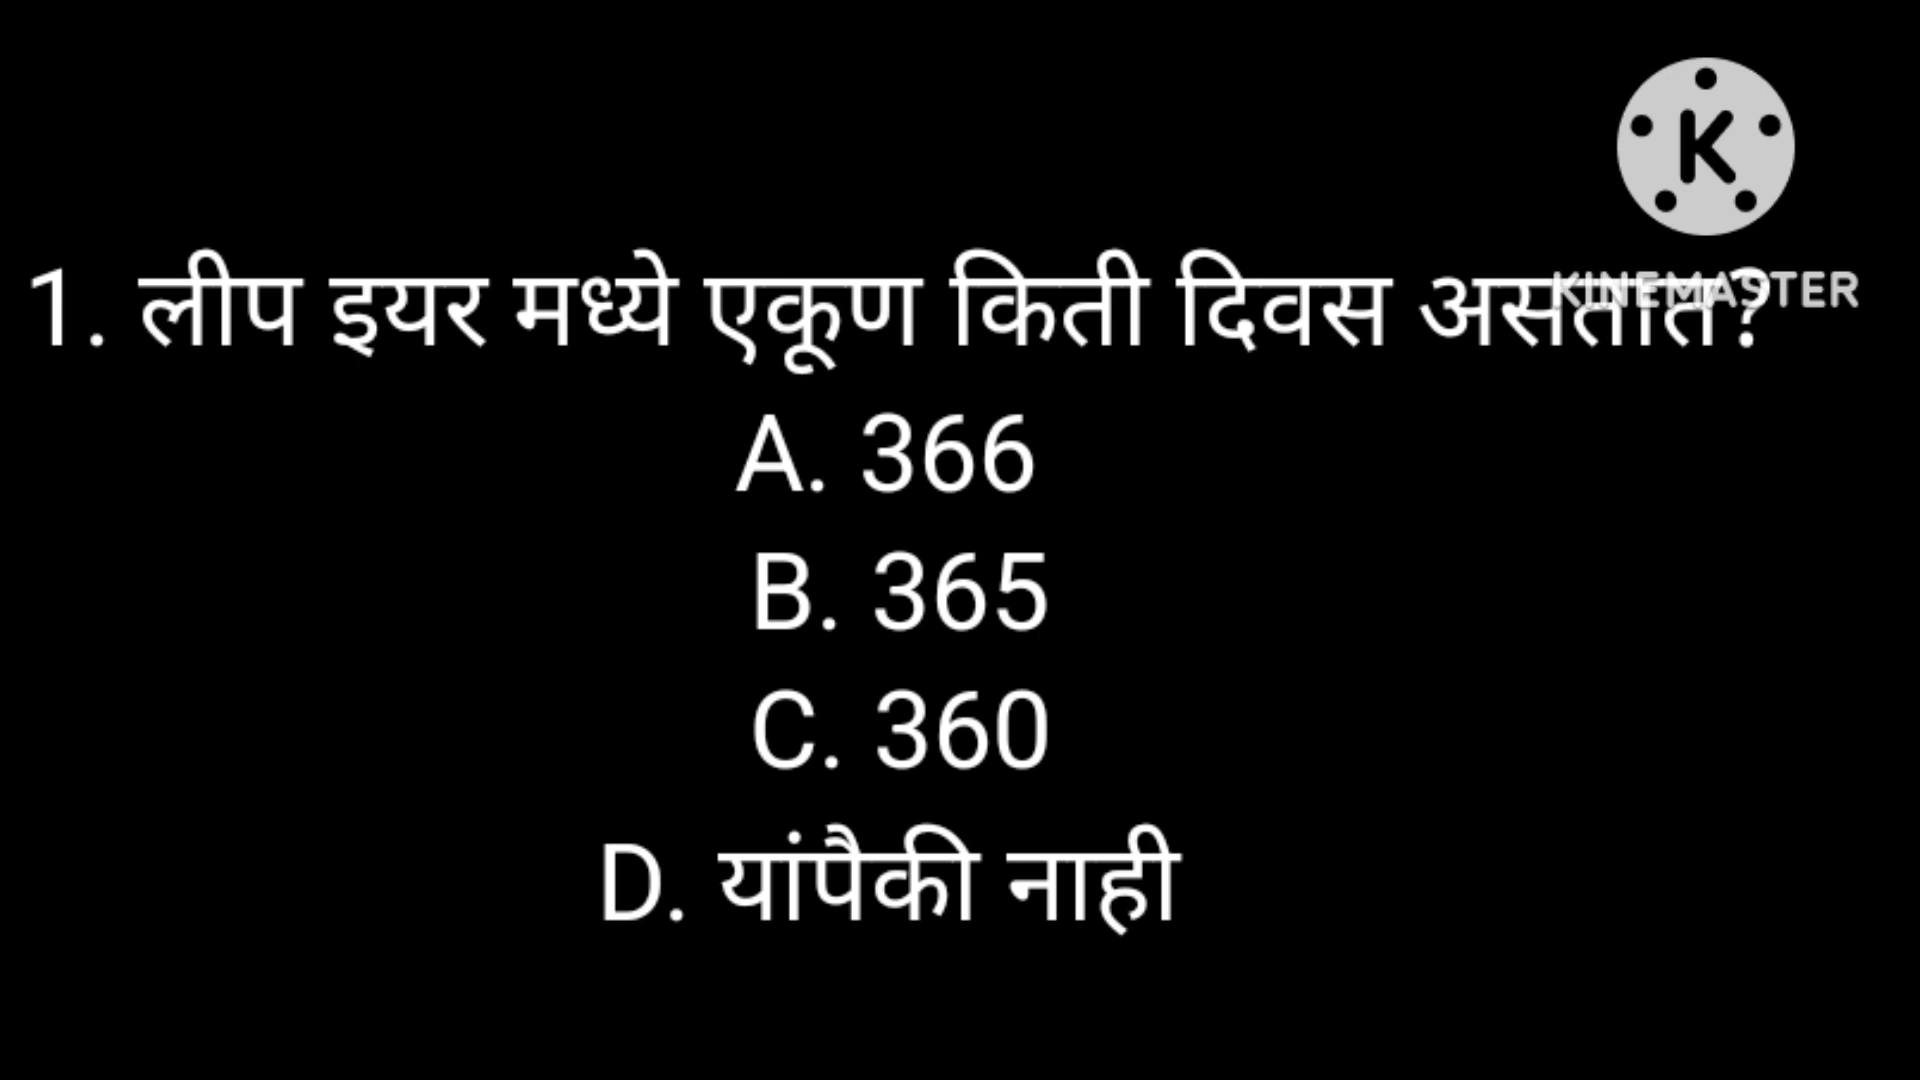 K
KINEMASTER
1. लीप इयर मध्ये एकूण किती दिवस असतात?
A. 366
B. 365
C. 360
D. यांपैकी नाही